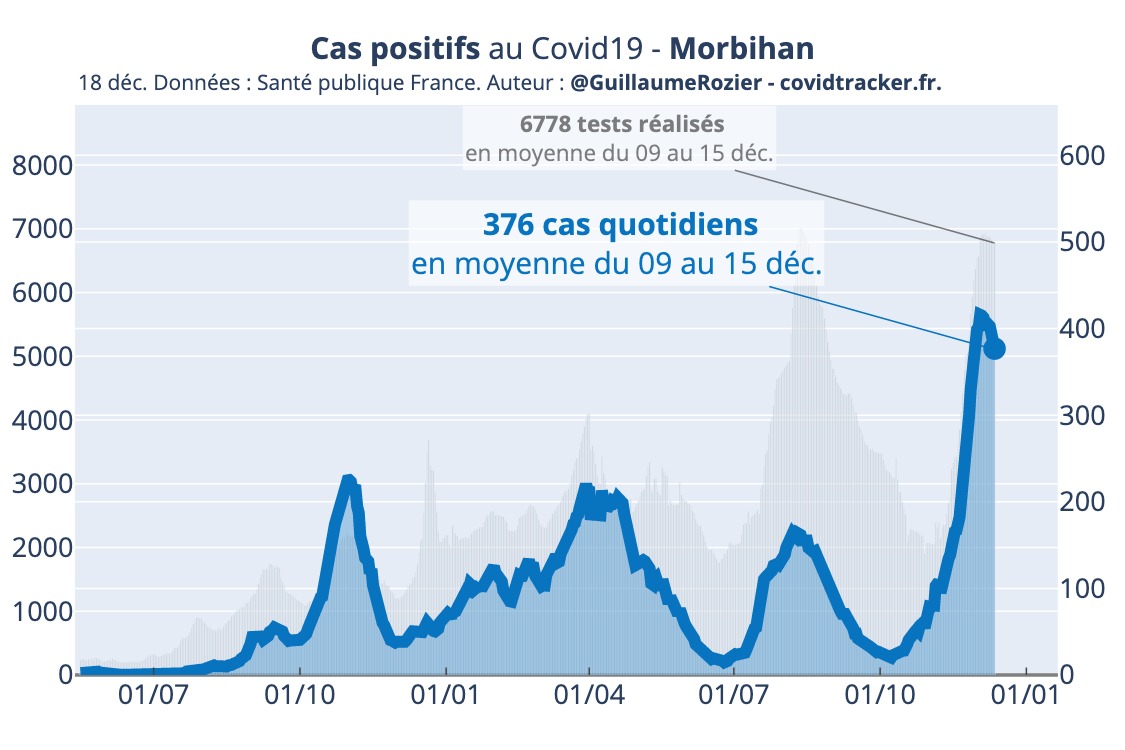 Cas positifs au Covid19 - Morbihan
18 déc. Données : Santé publique France. Auteur : @GuillaumeRozier - covidtracker.fr.
6778 tests réalisés
en moyenne du 09 au 15 déc.
376 cas quotidiens
en moyenne du 09 au 15 déc.
8000
7000
6000
5000
4000
3000
2000
1000
0
600
500
400
300
200
100
0
01/07 01/10 01/01 01/04 01/07 01/10 01/01